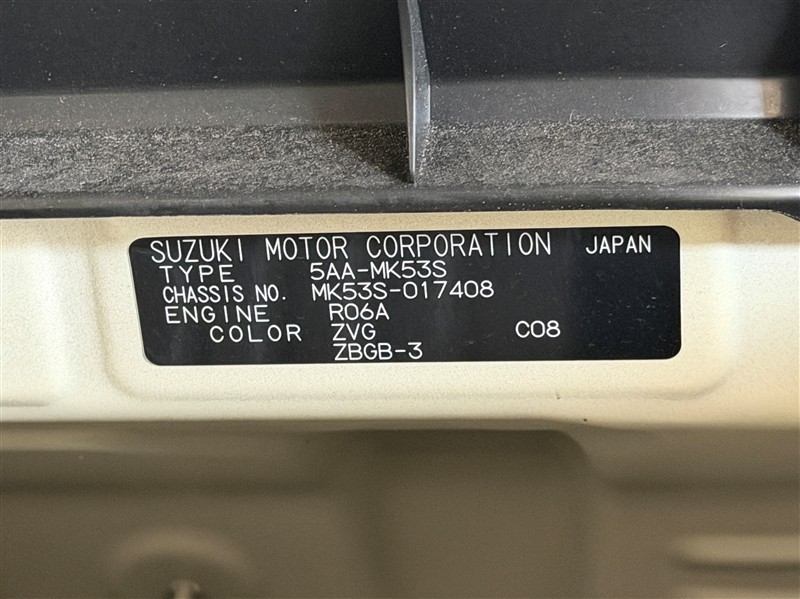 SUZUKI MOTOR CORPORATION JAPAN
TYPE 5AA-MK53S
CHASSIS NO. MK53S-017408
ENGINE R06A
COLOR ZVG C08
ZBGB-3